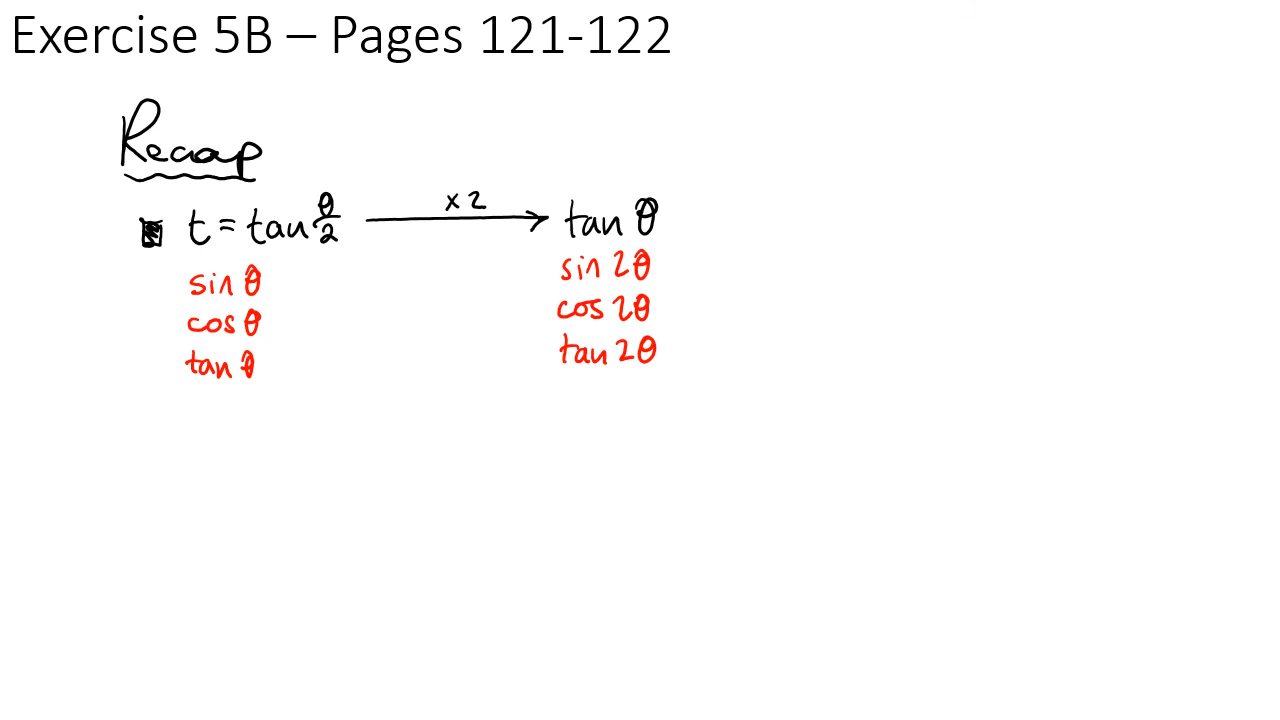 Exercise 5B – Pages 121-122
Recap
t = tan θ/2 ×2 tan θ
sin θ sin 2θ
cos θ cos 2θ
tan θ tan 2θ